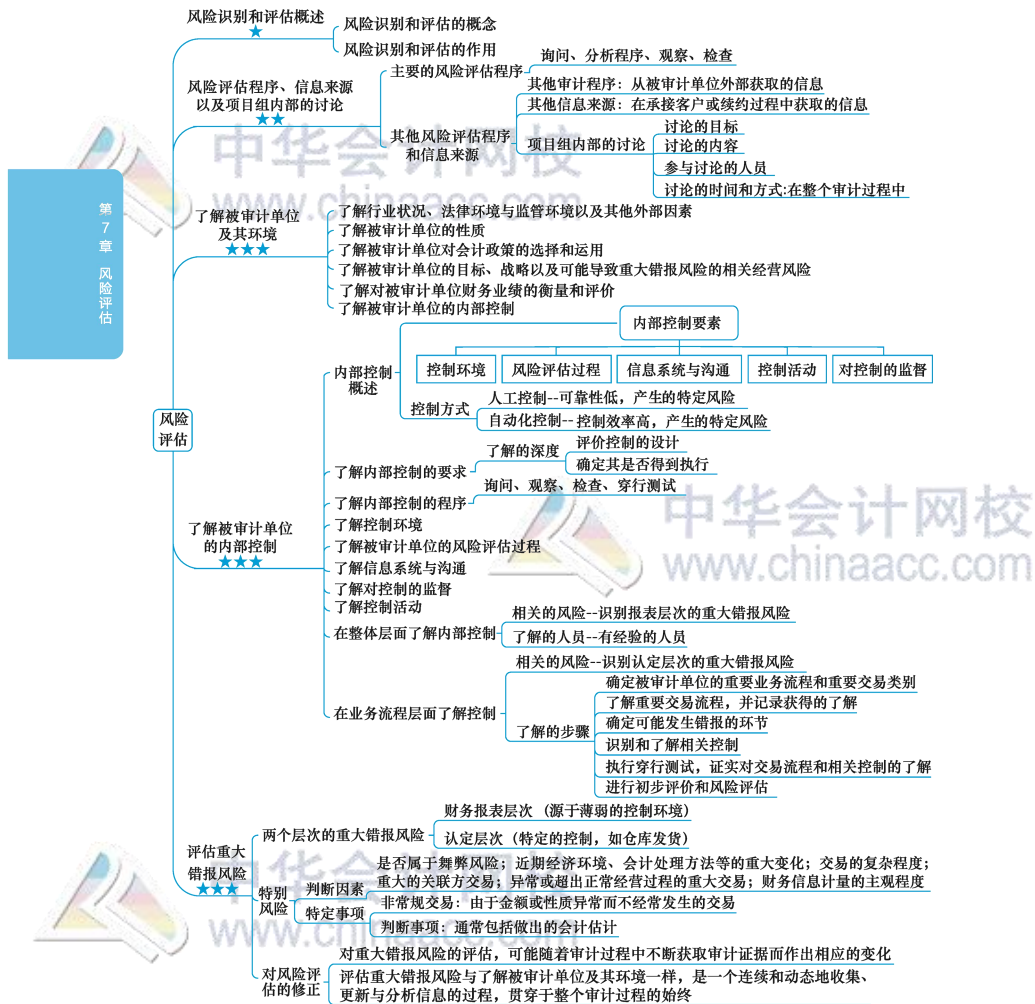 第7章 风险评估
风险
评估
风险识别和评估概述
★
风险识别和评估的概念
风险识别和评估的作用
风险评估程序、信息来源
以及项目组内部的讨论
★★
主要的风险评估程序
询问、分析程序、观察、检查
其他风险评估程序
和信息来源
其他审计程序：从被审计单位外部获取的信息
其他信息来源：在承接客户或续约过程中获取的信息
项目组内部的讨论
讨论的目标
讨论的内容
参与讨论的人员
讨论的时间和方式:在整个审计过程中
了解被审计单位
及其环境
★★★
了解行业状况、法律环境与监管环境以及其他外部因素
了解被审计单位的性质
了解被审计单位对会计政策的选择和运用
了解被审计单位的目标、战略以及可能导致重大错报风险的相关经营风险
了解对被审计单位财务业绩的衡量和评价
了解被审计单位的内部控制
了解被审计单位
的内部控制
★★★
内部控制
概述
内部控制要素
控制环境
风险评估过程
信息系统与沟通
控制活动
对控制的监督
控制方式
人工控制--可靠性低，产生的特定风险
自动化控制--控制效率高，产生的特定风险
了解内部控制的要求
了解的深度
评价控制的设计
确定其是否得到执行
了解内部控制的程序
询问、观察、检查、穿行测试
了解控制环境
了解被审计单位的风险评估过程
了解信息系统与沟通
了解对控制的监督
了解控制活动
在整体层面了解内部控制
相关的风险--识别报表层次的重大错报风险
了解的人员--有经验的人员
在业务流程层面了解控制
相关的风险--识别认定层次的重大错报风险
了解的步骤
确定被审计单位的重要业务流程和重要交易类别
了解重要交易流程，并记录获得的了解
确定可能发生错报的环节
识别和了解相关控制
执行穿行测试，证实对交易流程和相关控制的了解
进行初步评价和风险评估
评估重大
错报风险
★★★
两个层次的重大错报风险
财务报表层次（源于薄弱的控制环境）
认定层次（特定的控制，如仓库发货）
特别
风险
判断因素
是否属于舞弊风险；近期经济环境、会计处理方法等的重大变化；交易的复杂程度；
重大的关联方交易；异常或超出正常经营过程的重大交易；财务信息计量的主观程度
特定事项
非常规交易：由于金额或性质异常而不经常发生的交易
判断事项：通常包括做出的会计估计
对风险评
估的修正
对重大错报风险的评估，可能随着审计过程中不断获取审计证据而作出相应的变化
评估重大错报风险与了解被审计单位及其环境一样，是一个连续和动态地收集、
更新与分析信息的过程，贯穿于整个审计过程的始终
中华会计网校
www.chinaacc.com
中华会计网校
www.chinaacc.com
中华会计网校
www.chinaacc.com